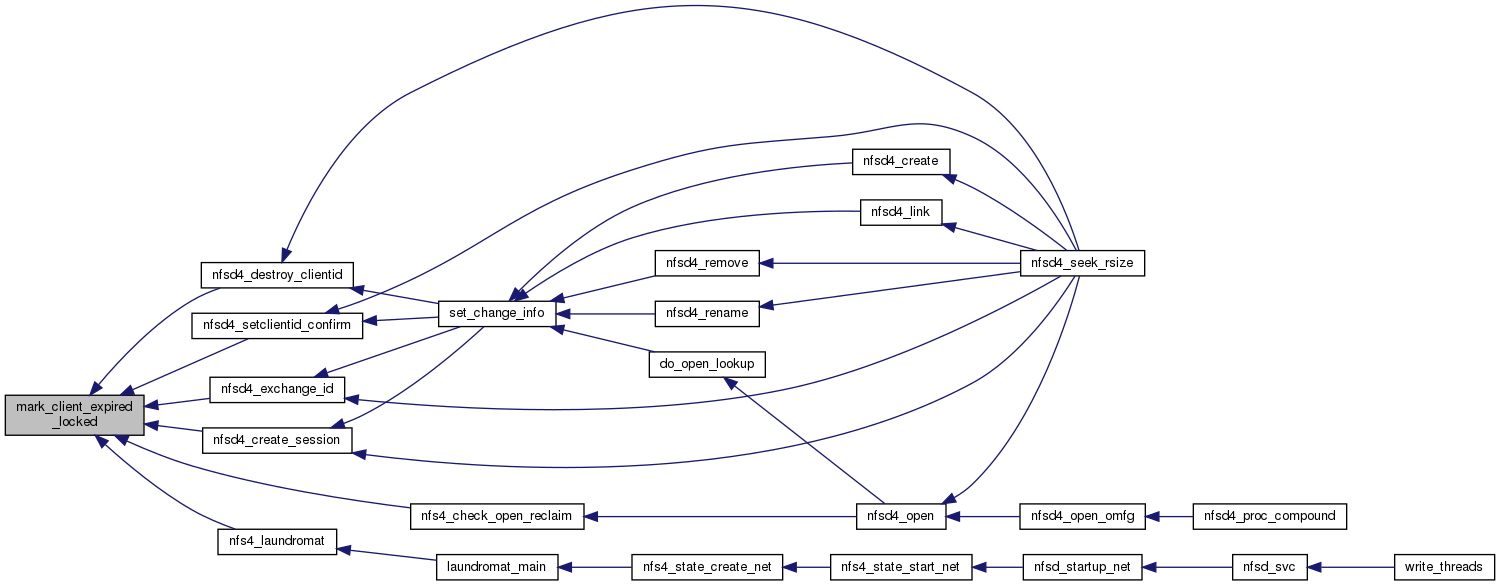 nfsd4_create
nfsd4_link
nfsd4_destroy_clientid
nfsd4_remove
nfsd4_seek_rsize
nfsd4_setclientid_confirm
set_change_info
nfsd4_rename
do_open_lookup
nfsd4_exchange_id
mark_client_expired
_locked
nfsd4_create_session
nfs4_check_open_reclaim
nfsd4_open
nfsd4_open_omfg
nfsd4_proc_compound
nfs4_laundromat
laundromat_main
nfs4_state_create_net
nfs4_state_start_net
nfsd_startup_net
nfsd_svc
write_threads